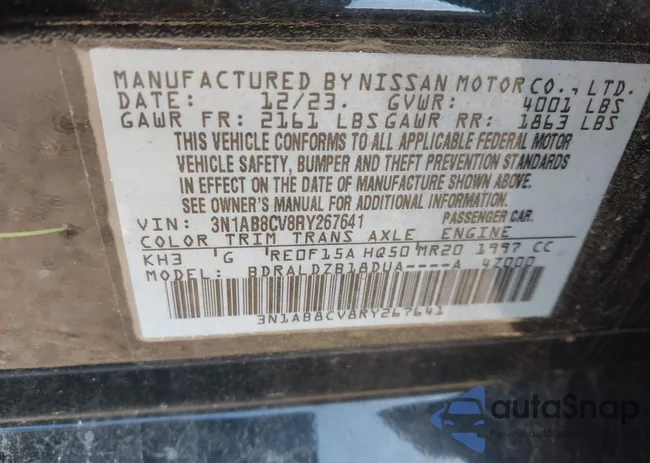 MANUFACTURED BY NISSAN MOTOR CO., LTD.
DATE: 12/23. GVWR: 4001 LBS
GAWR FR: 2161 LBS GAWR RR: 1863 LBS
THIS VEHICLE CONFORMS TO ALL APPLICABLE FEDERAL MOTOR
VEHICLE SAFETY, BUMPER AND THEFT PREVENTION STANDARDS
IN EFFECT ON THE DATE OF MANUFACTURE SHOWN ABOVE.
SEE OWNER'S MANUAL FOR ADDITIONAL INFORMATION.
VIN: 3N1AB8CV8RY267641 PASSENGER CAR.
COLOR TRIM TRANS AXLE ENGINE
KH3 G RE0F15A HQ50 MR20 1997 CC
MODEL: BDRALDZB18DUA----A 47000
3N1AB8CV8RY267641
autoSnap